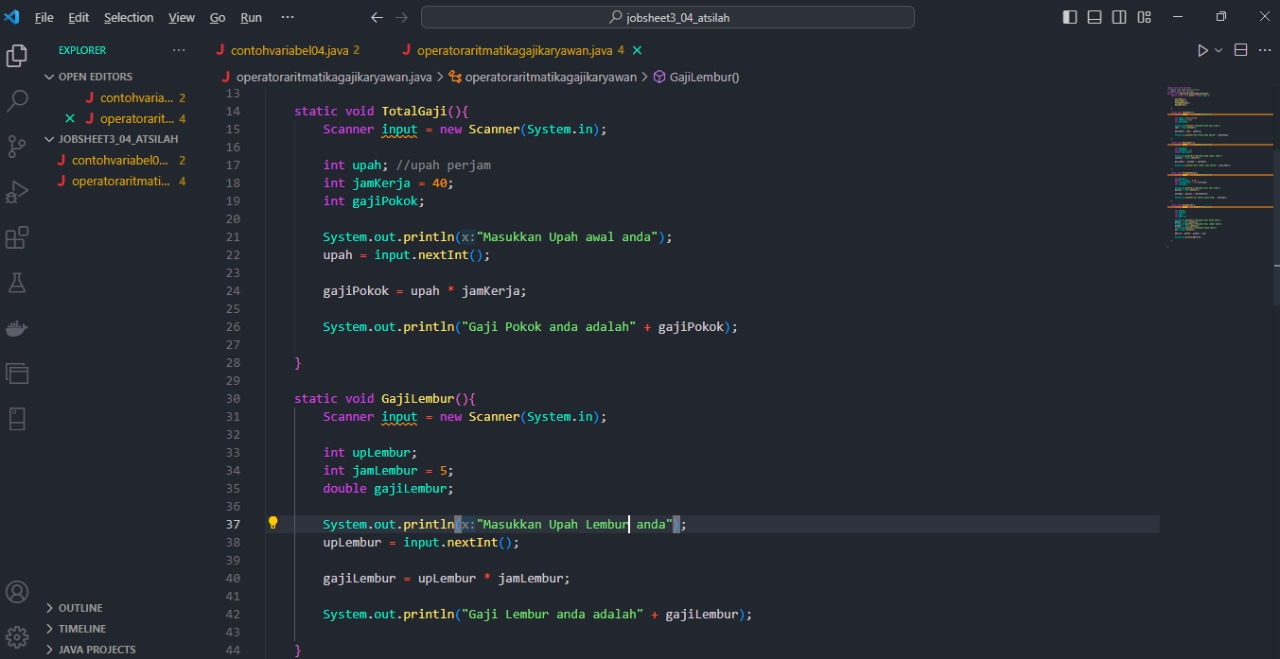 File Edit Selection View Go Run ··· jobsheet3_04_atsilah
EXPLORER ···
OPEN EDITORS
contohvaria... 2
operatorarit... 4
JOBSHEET3_04_ATSILAH
contohvariabel0... 2
operatoraritmati... 4
OUTLINE
TIMELINE
JAVA PROJECTS
contohvariabel04.java 2 operatoraritmatikagajikaryawan.java 4
operatoraritmatikagajikaryawan.java > operatoraritmatikagajikaryawan > GajiLembur()
13
14 static void TotalGaji(){
15 Scanner input = new Scanner(System.in);
16
17 int upah; //upah perjam
18 int jamKerja = 40;
19 int gajiPokok;
20
21 System.out.println(x:"Masukkan Upah awal anda");
22 upah = input.nextInt();
23
24 gajiPokok = upah * jamKerja;
25
26 System.out.println("Gaji Pokok anda adalah" + gajiPokok);
27
28 }
29
30 static void GajiLembur(){
31 Scanner input = new Scanner(System.in);
32
33 int upLembur;
34 int jamLembur = 5;
35 double gajiLembur;
36
37 System.out.println(x:"Masukkan Upah Lembur anda");
38 upLembur = input.nextInt();
39
40 gajiLembur = upLembur * jamLembur;
41
42 System.out.println("Gaji Lembur anda adalah" + gajiLembur);
43
44 }